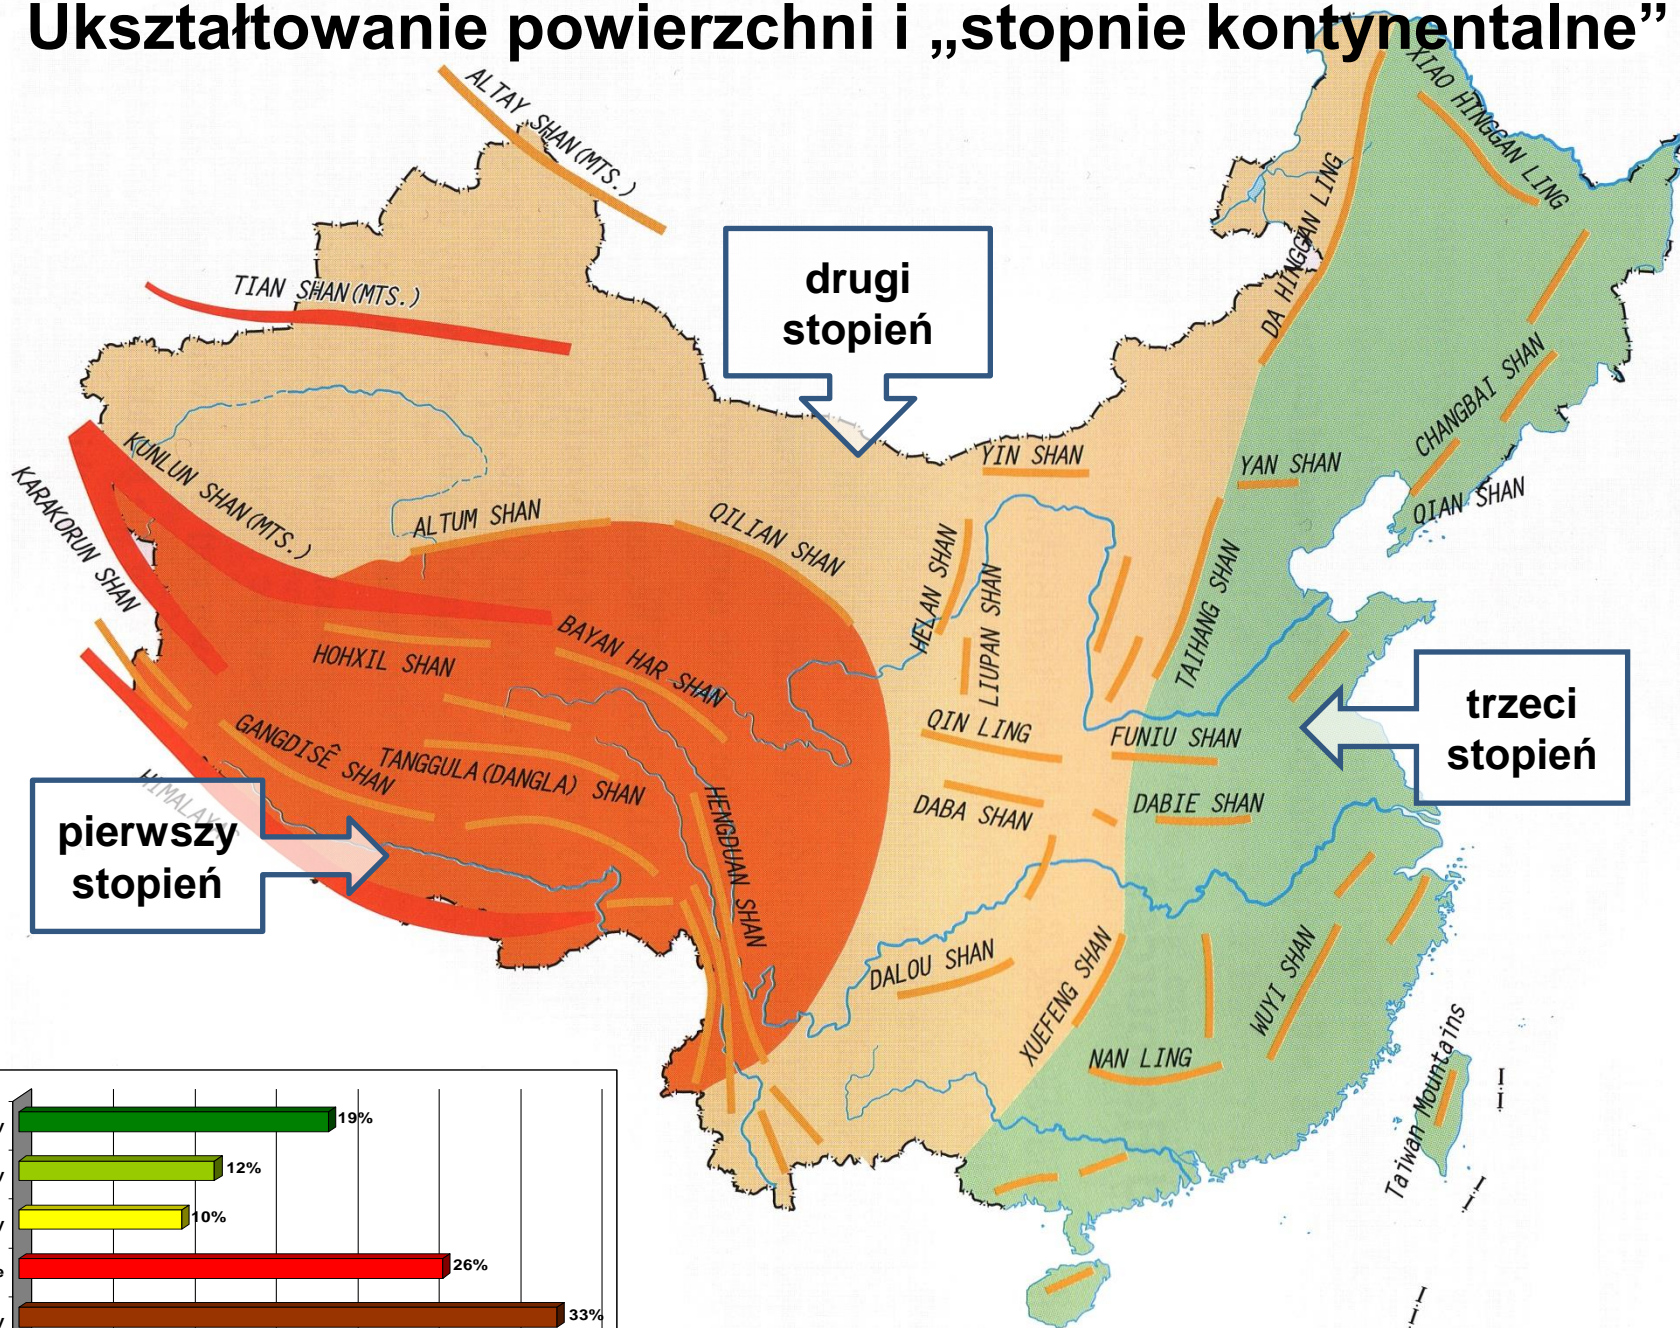 Ukształtowanie powierzchni i „stopnie kontynentalne”
XIAO HINGGAN LING
ALTAY SHAN (MTS.)
DA HINGGAN LING
TIAN SHAN (MTS.)
drugi
stopień
CHANGBAI SHAN
KUNLUN SHAN (MTS.)
YIN SHAN
YAN SHAN
KARAKORUN SHAN
ALTUM SHAN
QILIAN SHAN
QIAN SHAN
HELAN SHAN
LIUPAN SHAN
TAIHANG SHAN
HOHXIL SHAN
BAYAN HAR SHAN
trzeci
stopień
GANGDISÊ SHAN
TANGGULA (DANGLA) SHAN
QIN LING
FUNIU SHAN
HENGDUAN SHAN
DABA SHAN
DABIE SHAN
pierwszy
stopień
DALOU SHAN
XUEFENG SHAN
WUYI SHAN
NAN LING
Taiwan Mountains
19%
12%
10%
26%
33%